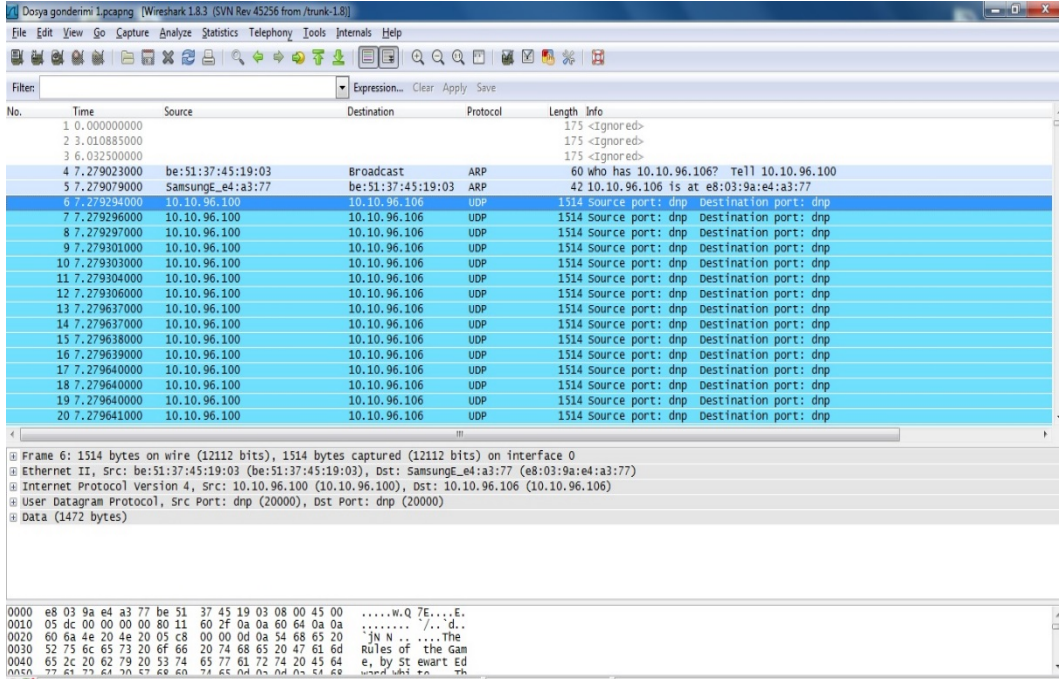 Dosya gonderimi 1.pcapng [Wireshark 1.8.3 (SVN Rev 45256 from /trunk-1.8)]
File Edit View Go Capture Analyze Statistics Telephony Tools Internals Help
Filter: Expression... Clear Apply Save
No. Time Source Destination Protocol Length Info
1 0.000000000 175 <Ignored>
2 3.010885000 175 <Ignored>
3 6.032500000 175 <Ignored>
4 7.279023000 be:51:37:45:19:03 Broadcast ARP 60 who has 10.10.96.106? Tell 10.10.96.100
5 7.279079000 SamsungE_e4:a3:77 be:51:37:45:19:03 ARP 42 10.10.96.106 is at e8:03:9a:e4:a3:77
6 7.279294000 10.10.96.100 10.10.96.106 UDP 1514 Source port: dnp Destination port: dnp
7 7.279296000 10.10.96.100 10.10.96.106 UDP 1514 Source port: dnp Destination port: dnp
8 7.279297000 10.10.96.100 10.10.96.106 UDP 1514 Source port: dnp Destination port: dnp
9 7.279301000 10.10.96.100 10.10.96.106 UDP 1514 Source port: dnp Destination port: dnp
10 7.279303000 10.10.96.100 10.10.96.106 UDP 1514 Source port: dnp Destination port: dnp
11 7.279304000 10.10.96.100 10.10.96.106 UDP 1514 Source port: dnp Destination port: dnp
12 7.279306000 10.10.96.100 10.10.96.106 UDP 1514 Source port: dnp Destination port: dnp
13 7.279637000 10.10.96.100 10.10.96.106 UDP 1514 Source port: dnp Destination port: dnp
14 7.279637000 10.10.96.100 10.10.96.106 UDP 1514 Source port: dnp Destination port: dnp
15 7.279638000 10.10.96.100 10.10.96.106 UDP 1514 Source port: dnp Destination port: dnp
16 7.279639000 10.10.96.100 10.10.96.106 UDP 1514 Source port: dnp Destination port: dnp
17 7.279640000 10.10.96.100 10.10.96.106 UDP 1514 Source port: dnp Destination port: dnp
18 7.279640000 10.10.96.100 10.10.96.106 UDP 1514 Source port: dnp Destination port: dnp
19 7.279640000 10.10.96.100 10.10.96.106 UDP 1514 Source port: dnp Destination port: dnp
20 7.279641000 10.10.96.100 10.10.96.106 UDP 1514 Source port: dnp Destination port: dnp
Frame 6: 1514 bytes on wire (12112 bits), 1514 bytes captured (12112 bits) on interface 0
Ethernet II, Src: be:51:37:45:19:03 (be:51:37:45:19:03), Dst: SamsungE_e4:a3:77 (e8:03:9a:e4:a3:77)
Internet Protocol Version 4, Src: 10.10.96.100 (10.10.96.100), Dst: 10.10.96.106 (10.10.96.106)
User Datagram Protocol, Src Port: dnp (20000), Dst Port: dnp (20000)
Data (1472 bytes)
0000 e8 03 9a e4 a3 77 be 51 37 45 19 03 08 00 45 00 .....w.Q 7E....E.
0010 05 dc 00 00 00 00 80 11 60 2f 0a 0a 60 64 0a 0a ........ `/..`d..
0020 60 6a 4e 20 4e 20 05 c8 00 00 0d 0a 54 68 65 20 `jN N .. ....The
0030 52 75 6c 65 73 20 6f 66 20 74 68 65 20 47 61 6d Rules of the Gam
0040 65 2c 20 62 79 20 53 74 65 77 61 72 74 20 45 64 e, by St ewart Ed
0050 77 61 72 64 20 57 68 69 74 65 0d 0a 0d 0a 54 68 ward Whi te.... Th